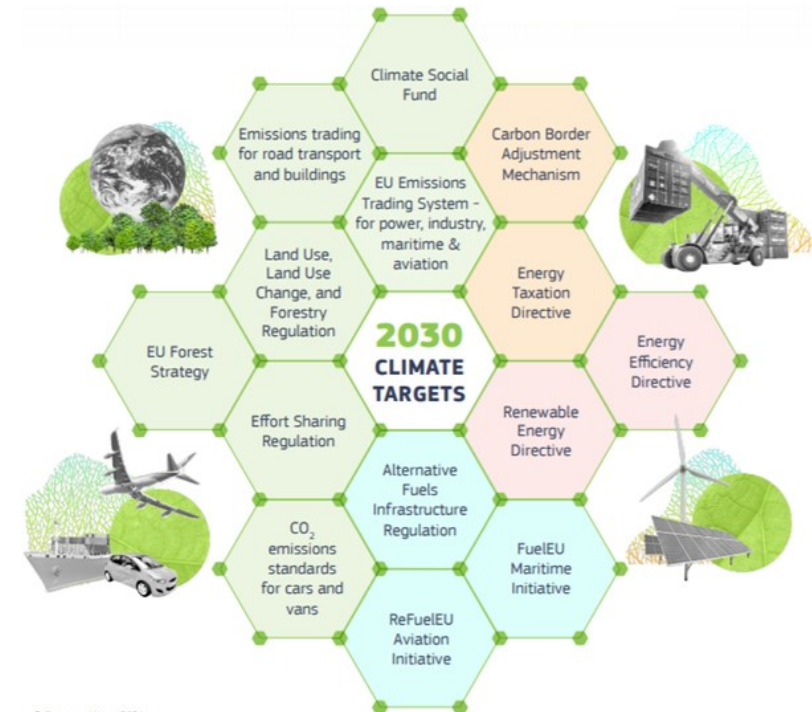 Climate Social
Fund
Emissions trading
for road transport
and buildings
Carbon Border
Adjustment
Mechanism
EU Emissions
Trading System -
for power, industry,
maritime &
aviation
Land Use,
Land Use
Change, and
Forestry
Regulation
Energy
Taxation
Directive
EU Forest
Strategy
2030
CLIMATE
TARGETS
Energy
Efficiency
Directive
Effort Sharing
Regulation
Renewable
Energy
Directive
Alternative
Fuels
Infrastructure
Regulation
CO₂
emissions
standards
for cars and
vans
FuelEU
Maritime
Initiative
ReFuelEU
Aviation
Initiative